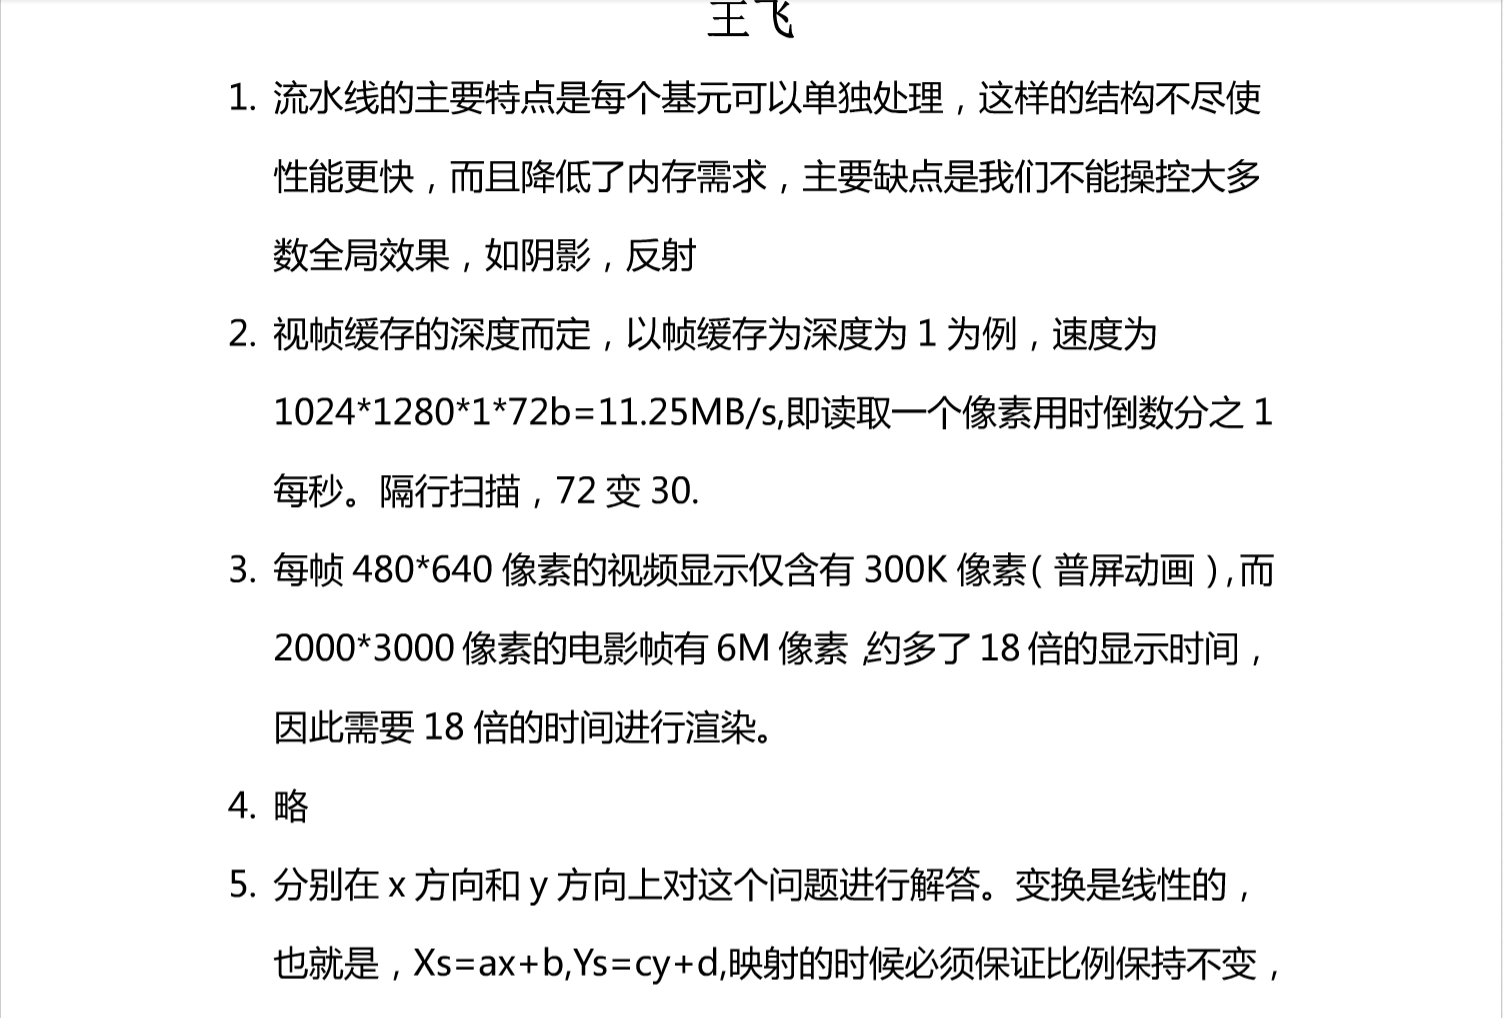 王飞
1. 流水线的主要特点是每个基元可以单独处理，这样的结构不尽使
性能更快，而且降低了内存需求，主要缺点是我们不能操控大多
数全局效果，如阴影，反射
2. 视帧缓存的深度而定，以帧缓存为深度为 1 为例，速度为
1024*1280*1*72b=11.25MB/s,即读取一个像素用时倒数分之 1
每秒。隔行扫描，72 变 30.
3. 每帧 480*640 像素的视频显示仅含有 300K 像素（普屏动画），而
2000*3000 像素的电影帧有 6M 像素，约多了 18 倍的显示时间，
因此需要 18 倍的时间进行渲染。
4. 略
5. 分别在 x 方向和 y 方向上对这个问题进行解答。变换是线性的，
也就是，Xs=ax+b,Ys=cy+d,映射的时候必须保证比例保持不变，